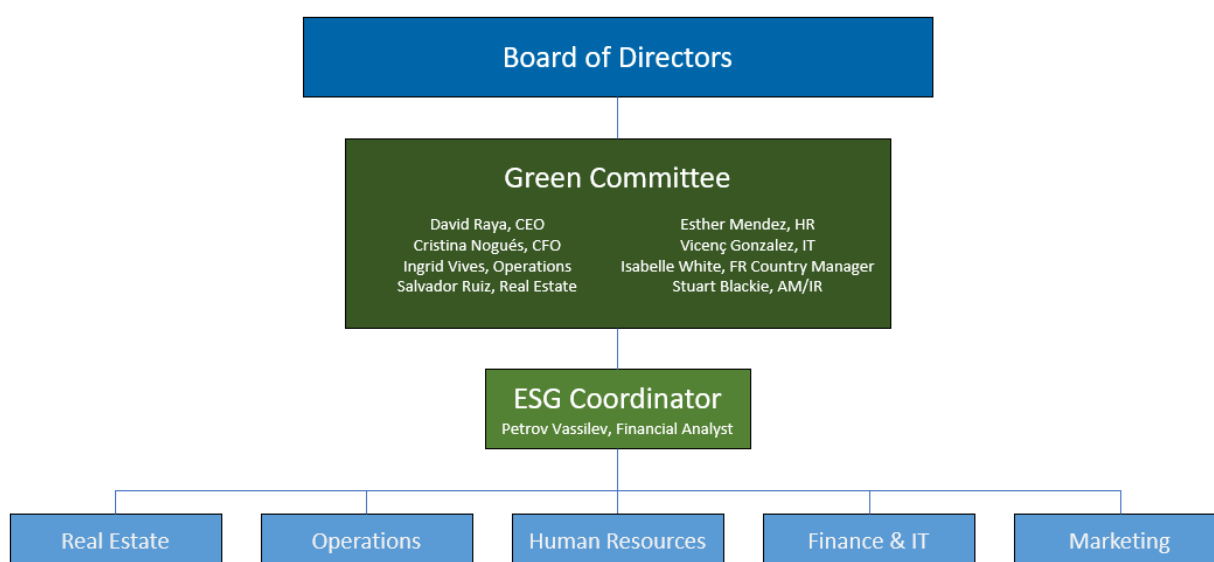 Board of Directors
Green Committee
David Raya, CEO
Cristina Nogués, CFO
Ingrid Vives, Operations
Salvador Ruiz, Real Estate
Esther Mendez, HR
Vicenç Gonzalez, IT
Isabelle White, FR Country Manager
Stuart Blackie, AM/IR
ESG Coordinator
Petrov Vassilev, Financial Analyst
Real Estate
Operations
Human Resources
Finance & IT
Marketing